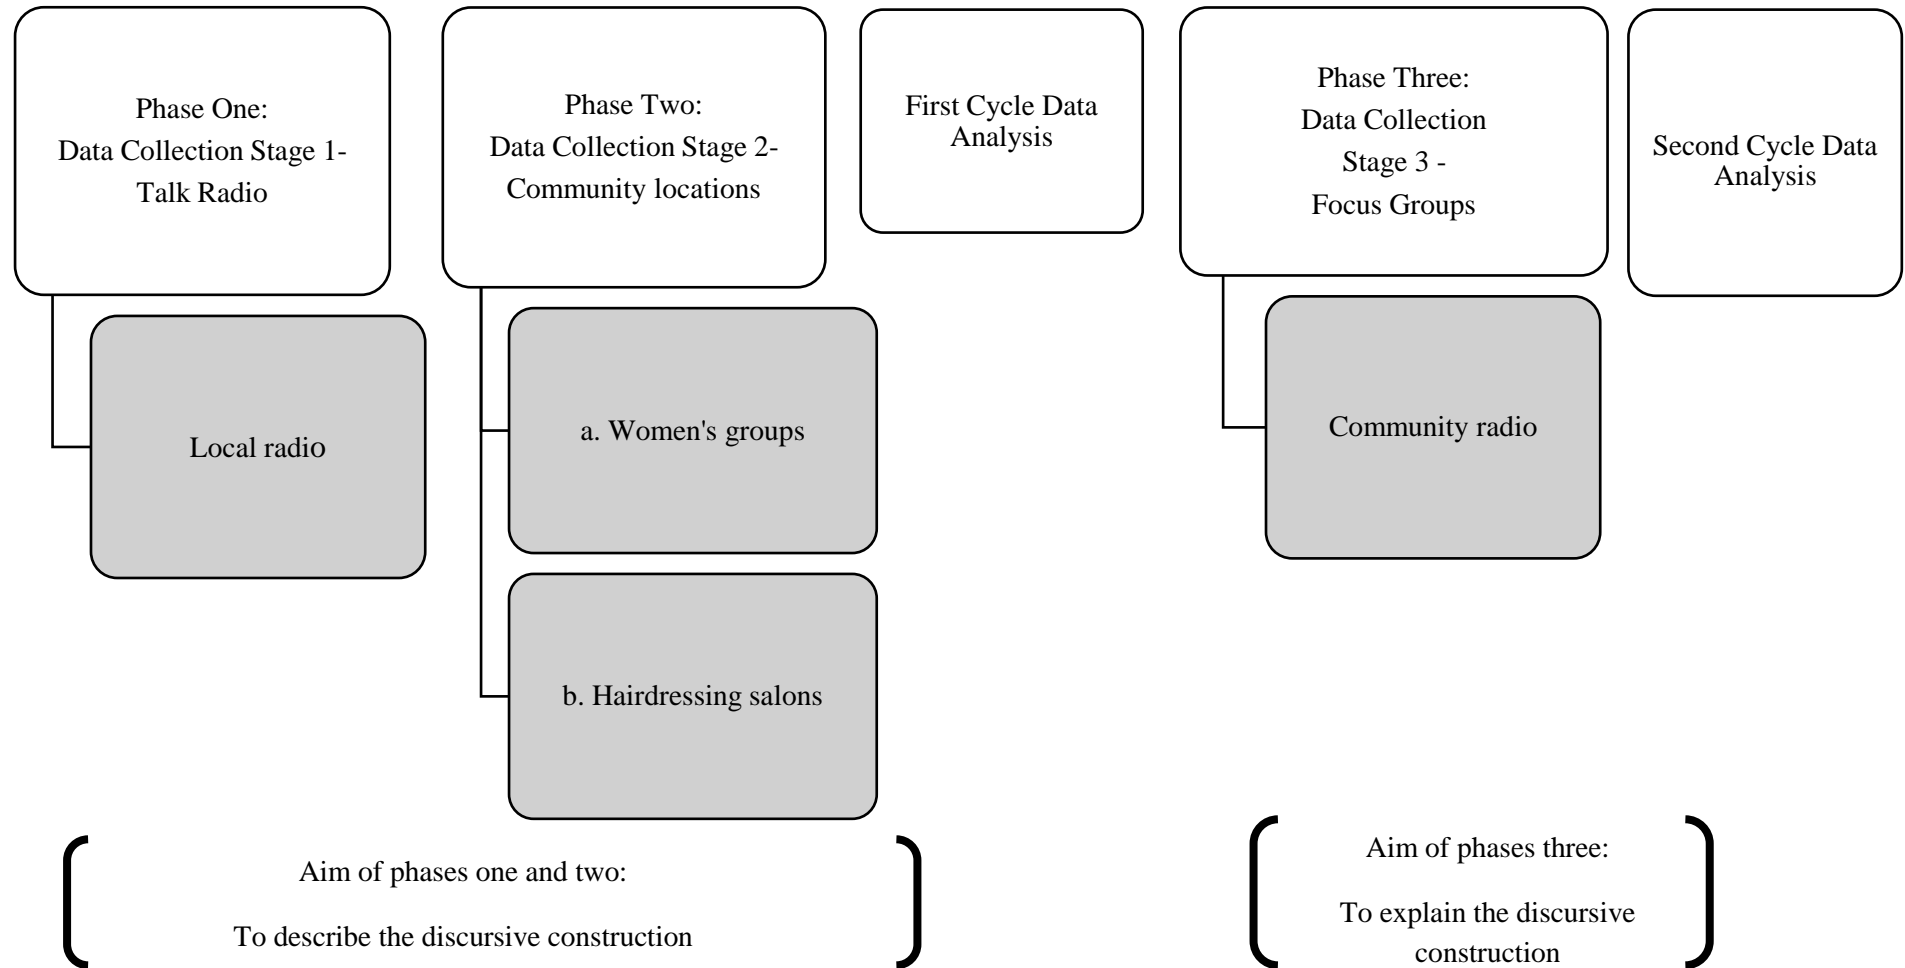 Phase One:
Data Collection Stage 1-
Talk Radio
Local radio
Phase Two:
Data Collection Stage 2-
Community locations
a. Women's groups
b. Hairdressing salons
First Cycle Data
Analysis
Phase Three:
Data Collection
Stage 3 -
Focus Groups
Community radio
Second Cycle Data
Analysis
Aim of phases one and two:
To describe the discursive construction
Aim of phases three:
To explain the discursive
construction